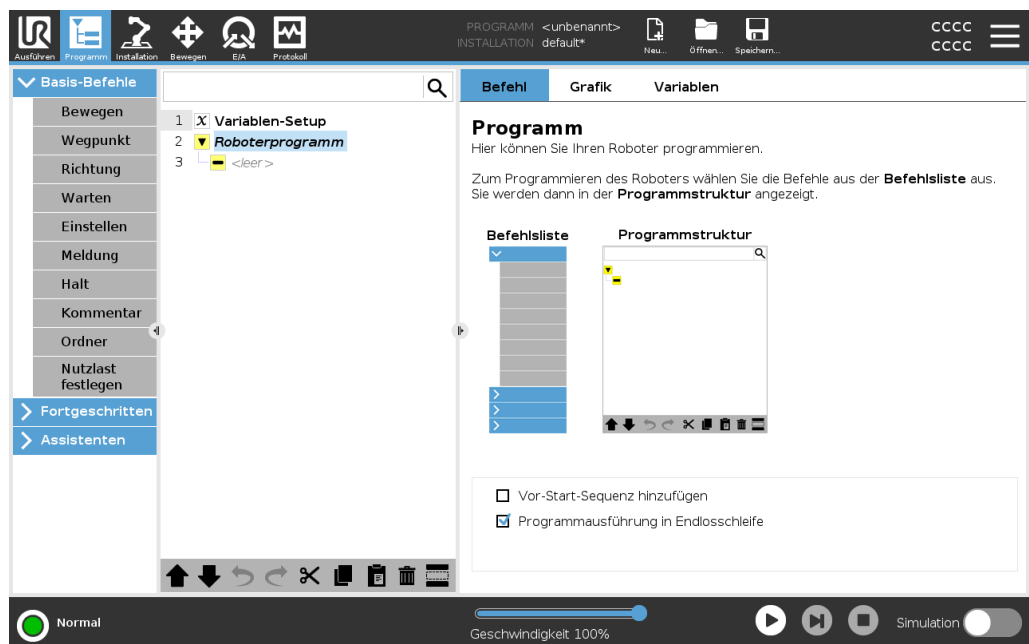 PROGRAMM <unbenannt>
INSTALLATION default*
CCCC
CCCC
Ausführen Programm Installation Bewegen E/A Protokoll
Neu... Öffnen... Speichern...
Basis-Befehle
Bewegen
Wegpunkt
Richtung
Warten
Einstellen
Meldung
Halt
Kommentar
Ordner
Nutzlast
festlegen
Fortgeschritten
Assistenten
1 X Variablen-Setup
2 Roboterprogramm
3 <leer>
Befehl Grafik Variablen
Programm
Hier können Sie Ihren Roboter programmieren.
Zum Programmieren des Roboters wählen Sie die Befehle aus der Befehlsliste aus.
Sie werden dann in der Programmstruktur angezeigt.
Befehlsliste Programmstruktur
Vor-Start-Sequenz hinzufügen
Programmausführung in Endlosschleife
Normal
Geschwindigkeit 100%
Simulation